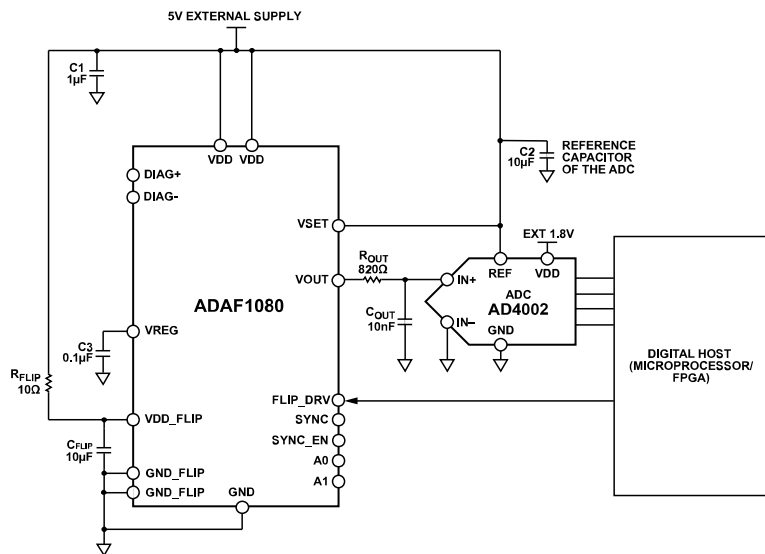 5V EXTERNAL SUPPLY
C1
1µF
VDD
VDD
DIAG+
DIAG-
C2
10µF
REFERENCE
CAPACITOR
OF THE ADC
VSET
EXT 1.8V
ROUT
820Ω
REF
VDD
VOUT
IN+
ADC
AD4002
ADAF1080
COUT
10nF
IN–
GND
VREG
C3
0.1µF
DIGITAL HOST
(MICROPROCESSOR/
FPGA)
RFLIP
10Ω
FLIP_DRV
VDD_FLIP
SYNC
CFLIP
10µF
SYNC_EN
A0
GND_FLIP
GND_FLIP
GND
A1